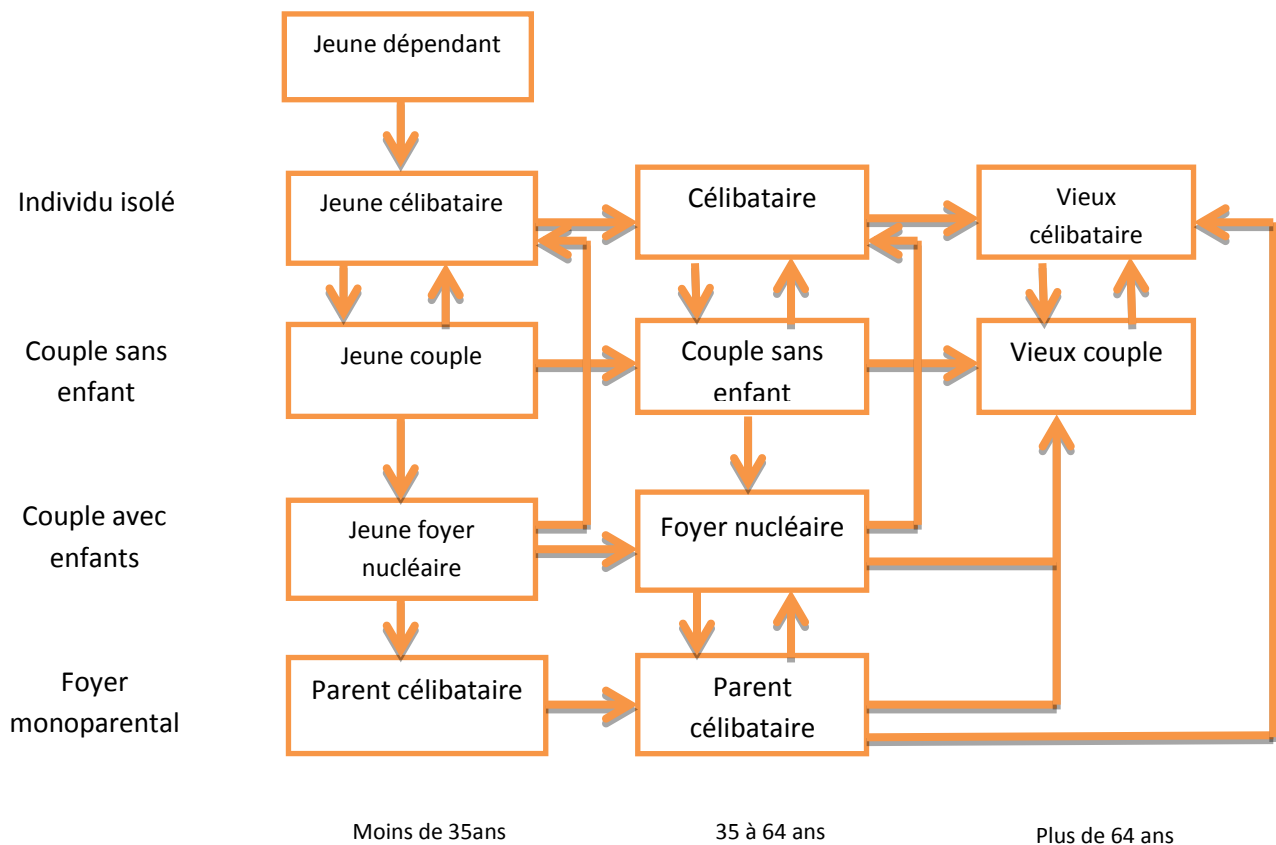 Jeune dépendant
Individu isolé
Jeune célibataire
Célibataire
Vieux
célibataire
Couple sans
enfant
Jeune couple
Couple sans
enfant
Vieux couple
Couple avec
enfants
Jeune foyer
nucléaire
Foyer nucléaire
Foyer
monoparental
Parent célibataire
Parent
célibataire
Moins de 35ans
35 à 64 ans
Plus de 64 ans